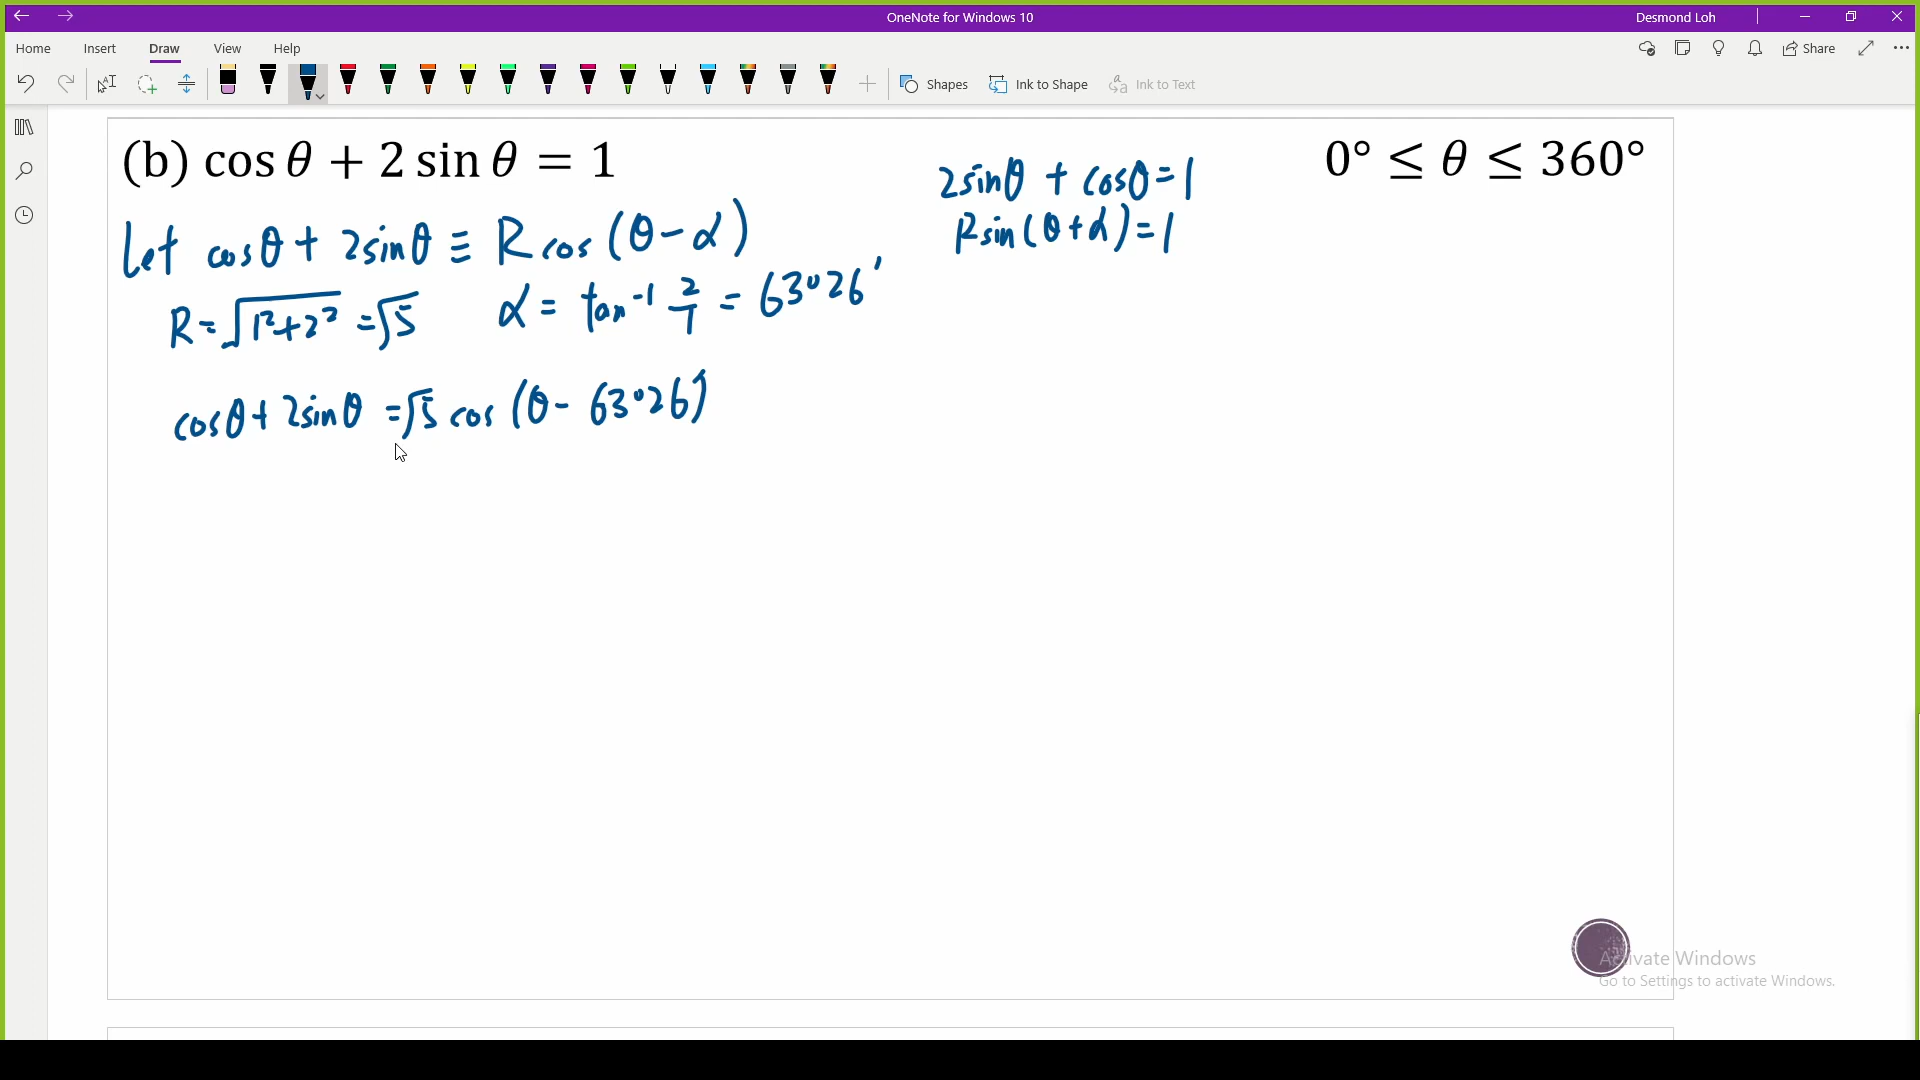 OneNote for Windows 10
Desmond Loh
Home Insert Draw View Help
Share
Shapes Ink to Shape Ink to Text
(b) cos θ + 2 sin θ = 1
0° ≤ θ ≤ 360°
2sinθ + cosθ = 1
Rsin(θ+α) = 1
Let cosθ + 2sinθ ≡ R cos (θ-α)
R = √1²+2² = √5 α = tan⁻¹ 2/1 = 63°26'
cosθ + 2sinθ = √5 cos (θ - 63°26')
Activate Windows
Go to Settings to activate Windows.